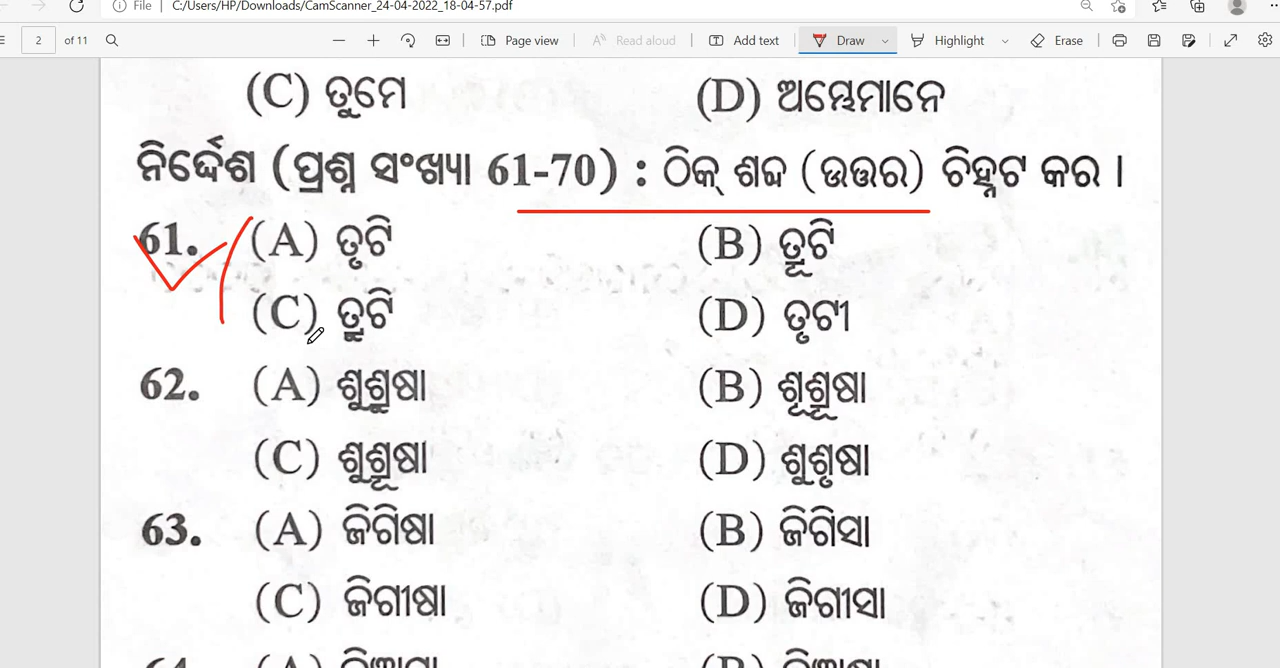 File | C:/Users/HP/Downloads/CamScanner_24-04-2022_18-04-57.pdf
2 of 11 Page view Read aloud Add text Draw Highlight Erase
(C) ତୁମେ (D) ଅମ୍ଭେମାନେ
ନିର୍ଦ୍ଦେଶ (ପ୍ରଶ୍ନ ସଂଖ୍ୟା 61-70) : ଠିକ୍ ଶବ୍ଦ (ଉତ୍ତର) ଚିହ୍ନଟ କର ।
61. (A) ତୃଟି (B) ତ୍ରୂଟି
(C) ତ୍ରୁଟି (D) ତୃଟୀ
62. (A) ଶୁଶ୍ରୁଷା (B) ଶୂଶ୍ରୂଷା
(C) ଶୁଶ୍ରୂଷା (D) ଶୁଶୃଷା
63. (A) ଜିଗିଷା (B) ଜିଗିସା
(C) ଜିଗୀଷା (D) ଜିଗୀସା